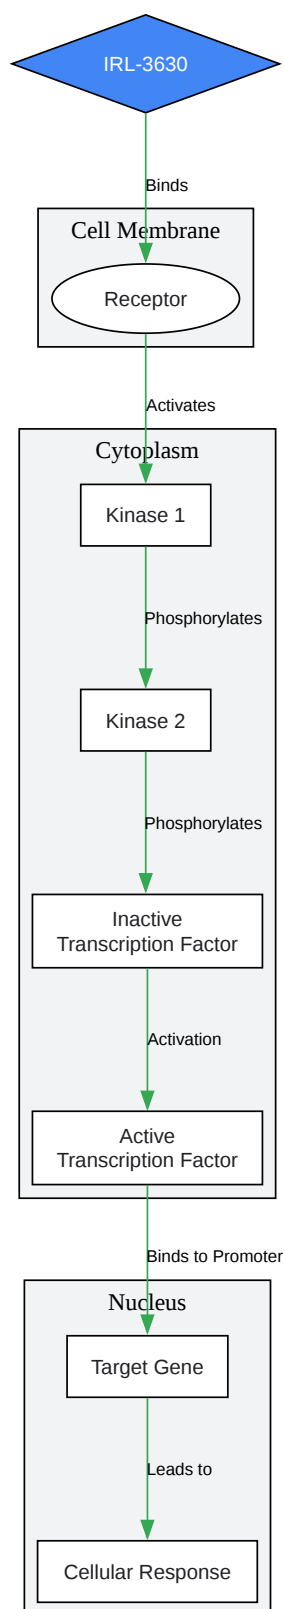 IRL-3630
Binds
Cell Membrane
Receptor
Activates
Cytoplasm
Kinase 1
Phosphorylates
Kinase 2
Phosphorylates
Inactive
Transcription Factor
Activation
Active
Transcription Factor
Binds to Promoter
Nucleus
Target Gene
Leads to
Cellular Response